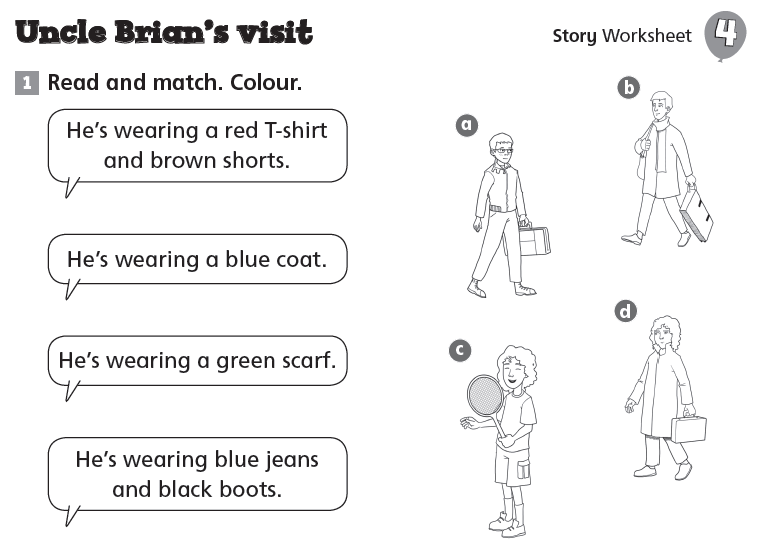 Uncle Brian's visit
Story Worksheet 4
1 Read and match. Colour.
He's wearing a red T-shirt
and brown shorts.
He's wearing a blue coat.
He's wearing a green scarf.
He's wearing blue jeans
and black boots.
a
b
c
d